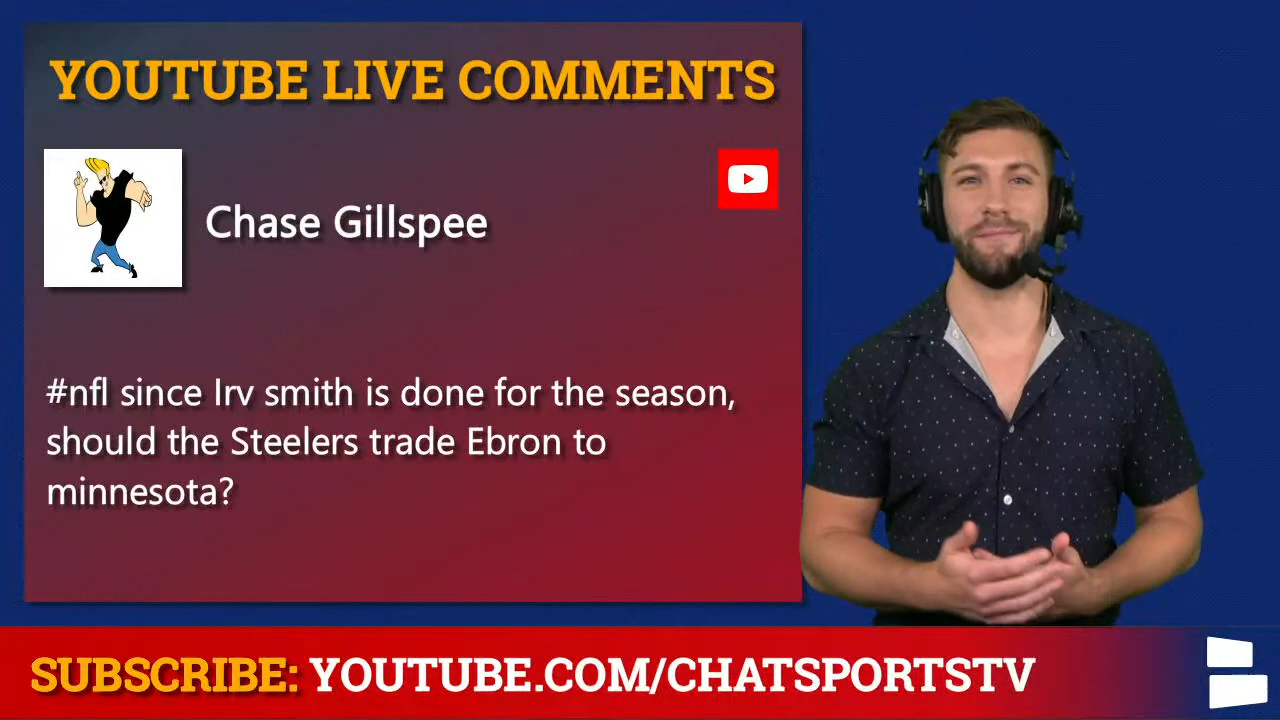 YOUTUBE LIVE COMMENTS
Chase Gillspee
#nfl since Irv smith is done for the season,
should the Steelers trade Ebron to
minnesota?
SUBSCRIBE: YOUTUBE.COM/CHATSPORTSTV